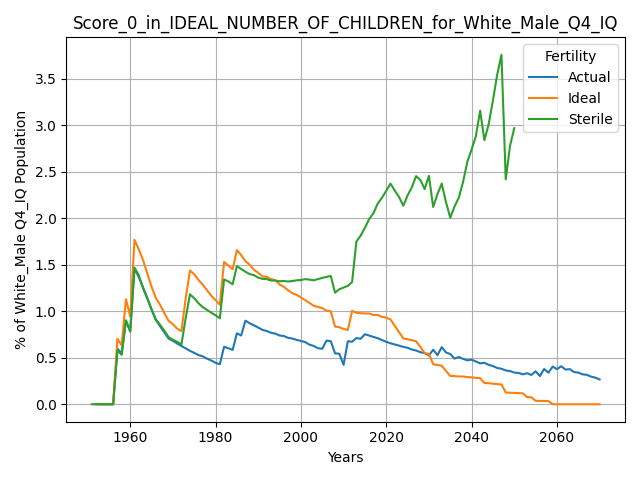 Score_0_in_IDEAL_NUMBER_OF_CHILDREN_for_White_Male_Q4_IQ
Fertility
Actual
Ideal
Sterile
% of White_Male Q4_IQ Population
3.5
3.0
2.5
2.0
1.5
1.0
0.5
0.0
1960 1980 2000 2020 2040 2060
Years